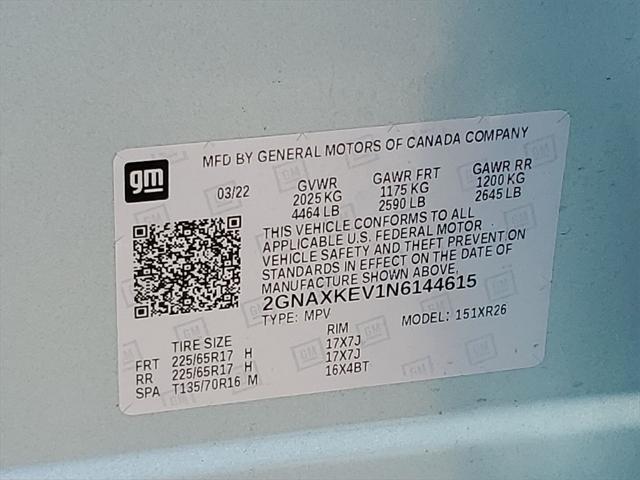 gm
MFD BY GENERAL MOTORS OF CANADA COMPANY
03/22 GVWR GAWR FRT GAWR RR
2025 KG 1175 KG 1200 KG
4464 LB 2590 LB 2645 LB
THIS VEHICLE CONFORMS TO ALL
APPLICABLE U.S. FEDERAL MOTOR
VEHICLE SAFETY AND THEFT PREVENTION
STANDARDS IN EFFECT ON THE DATE OF
MANUFACTURE SHOWN ABOVE.
2GNAXKEV1N6144615
TYPE: MPV MODEL: 151XR26
TIRE SIZE RIM
FRT 225/65R17 H 17X7J
RR 225/65R17 H 17X7J
SPA T135/70R16 M 16X4BT